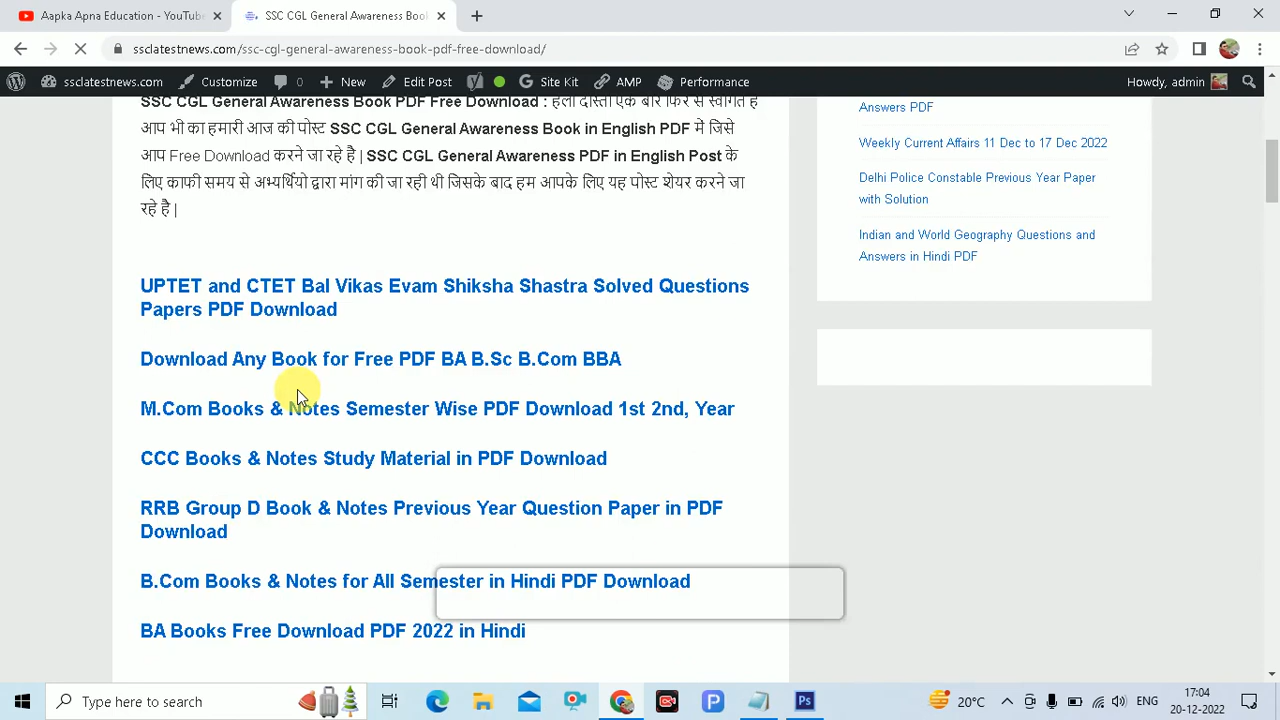 Aapka Apna Education - YouTube
SSC CGL General Awareness Boo
ssclatestnews.com/ssc-cgl-general-awareness-book-pdf-free-download/
ssclatestnews.com Customize 0 New Edit Post Site Kit AMP Performance Howdy, admin
SSC CGL General Awareness Book PDF Free Download : हेलो दोस्तों एक बार फिर से स्वागत है
आप भी का हमारी आज की पोस्ट SSC CGL General Awareness Book in English PDF में जिसे
आप Free Download करने जा रहे है | SSC CGL General Awareness PDF in English Post के
लिए काफी समय से अभ्यर्थियो द्वारा मांग की जा रही थी जिसके बाद हम आपके लिए यह पोस्ट शेयर करने जा
रहे है |
UPTET and CTET Bal Vikas Evam Shiksha Shastra Solved Questions
Papers PDF Download
Download Any Book for Free PDF BA B.Sc B.Com BBA
M.Com Books & Notes Semester Wise PDF Download 1st 2nd, Year
CCC Books & Notes Study Material in PDF Download
RRB Group D Book & Notes Previous Year Question Paper in PDF
Download
B.Com Books & Notes for All Semester in Hindi PDF Download
BA Books Free Download PDF 2022 in Hindi
Answers PDF
Weekly Current Affairs 11 Dec to 17 Dec 2022
Delhi Police Constable Previous Year Paper
with Solution
Indian and World Geography Questions and
Answers in Hindi PDF
Type here to search
20°C
ENG
17:04
20-12-2022